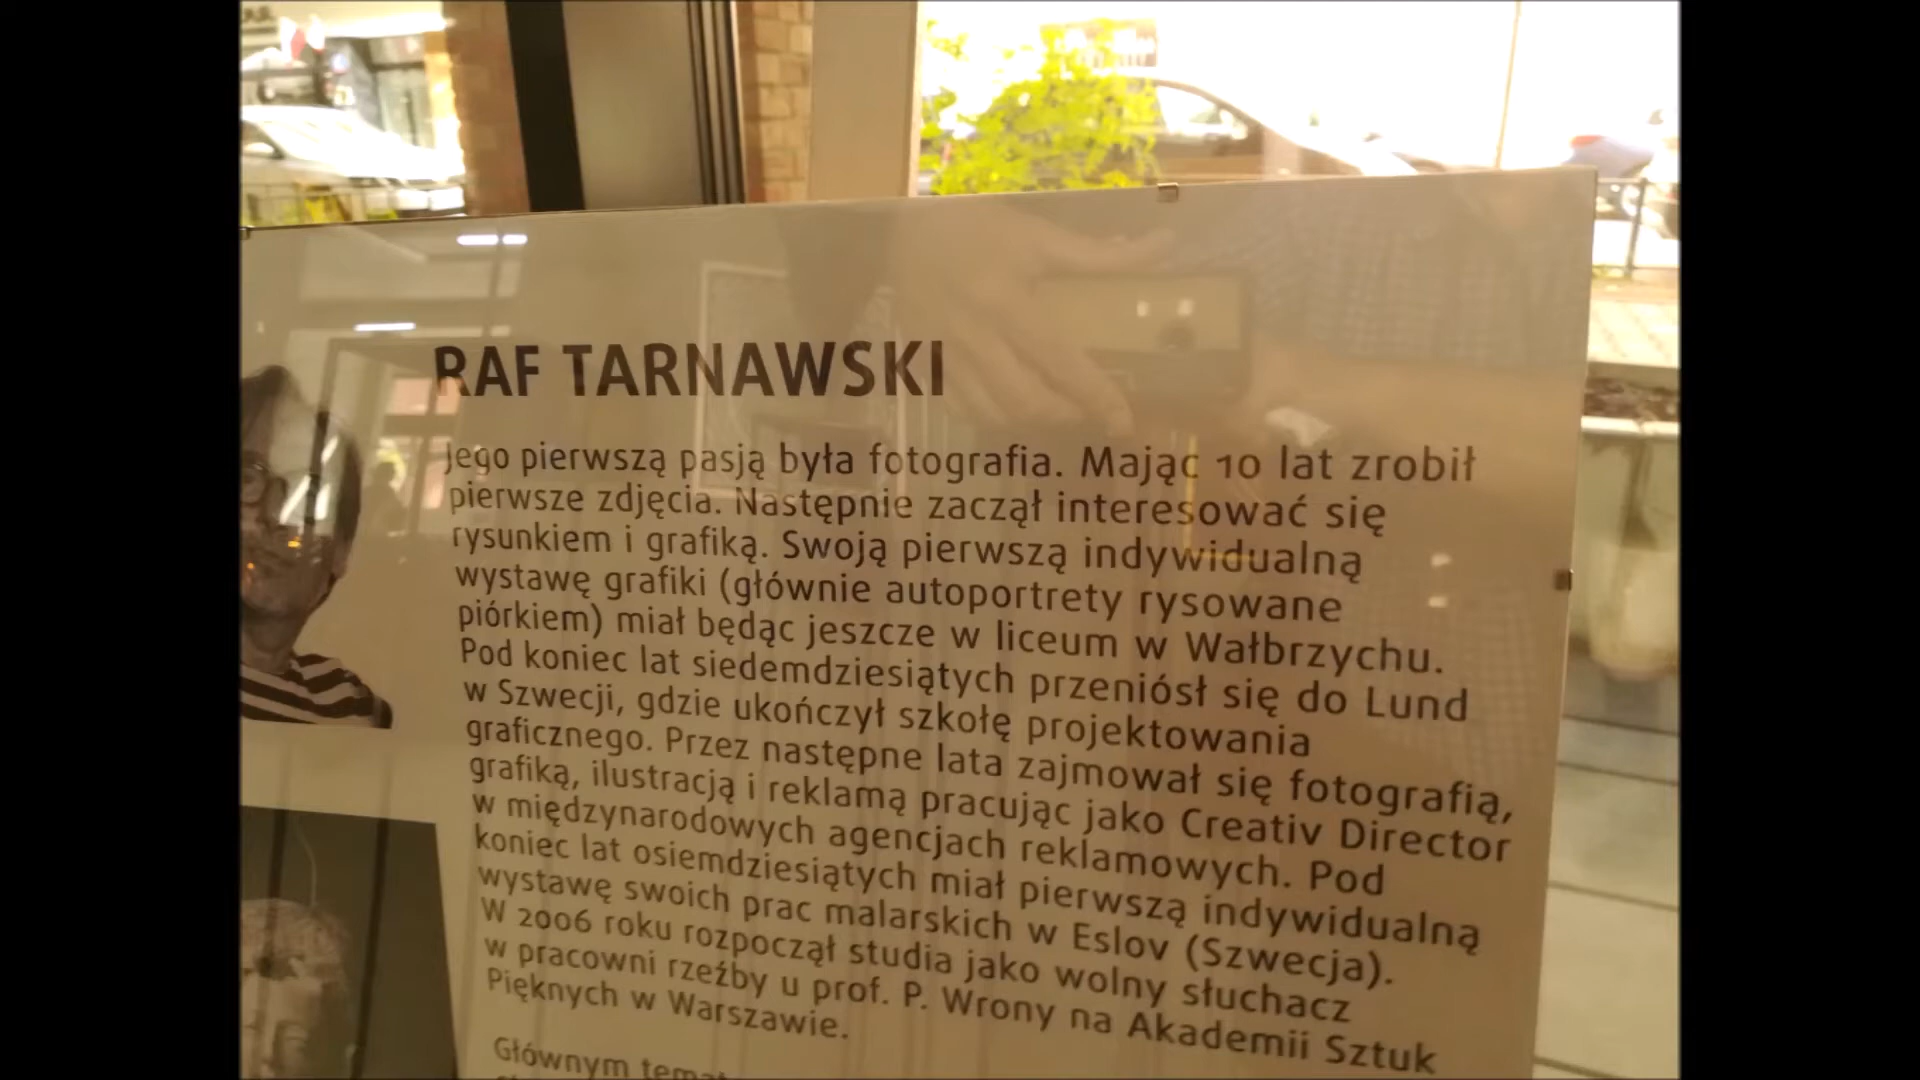 RAF TARNAWSKI
Jego pierwszą pasją była fotografia. Mając 10 lat zrobił
pierwsze zdjęcia. Następnie zaczął interesować się
rysunkiem i grafiką. Swoją pierwszą indywidualną
wystawę grafiki (głównie autoportrety rysowane
piórkiem) miał będąc jeszcze w liceum w Wałbrzychu.
Pod koniec lat siedemdziesiątych przeniósł się do Lund
w Szwecji, gdzie ukończył szkołę projektowania
graficznego. Przez następne lata zajmował się fotografią,
grafiką, ilustracją i reklamą pracując jako Creativ Director
w międzynarodowych agencjach reklamowych. Pod
koniec lat osiemdziesiątych miał pierwszą indywidualną
wystawę swoich prac malarskich w Eslov (Szwecja).
W 2006 roku rozpoczął studia jako wolny słuchacz
w pracowni rzeźby u prof. P. Wrony na Akademii Sztuk
Pięknych w Warszawie.
Głównym